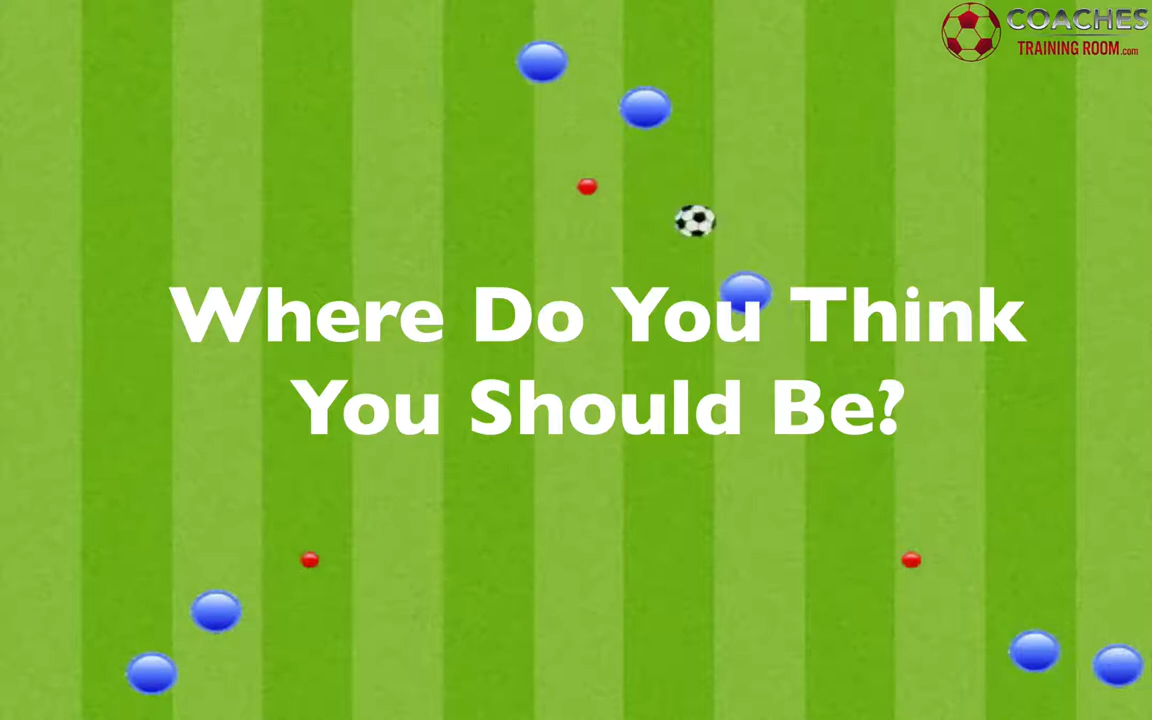 COACHES
TRAINING ROOM.com
Where Do You Think
You Should Be?